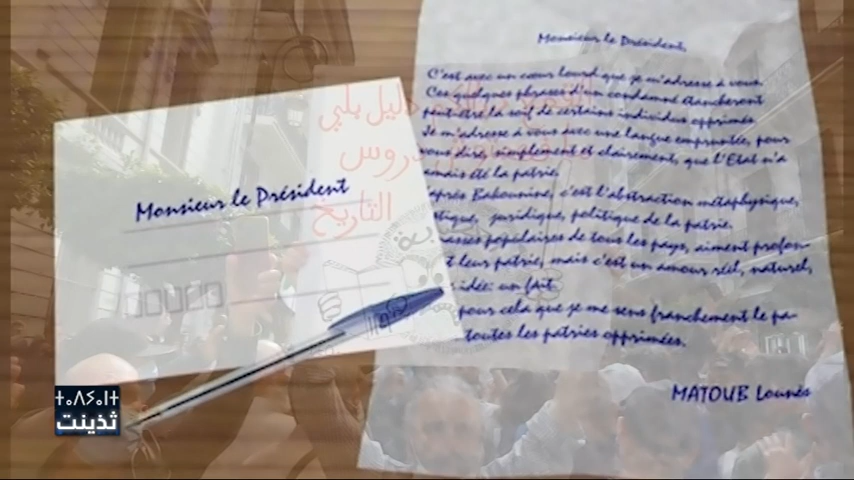 Monsieur le Président,
C'est avec un cœur lourd que je m'adresse à vous.
Ces quelques phrases d'un condamné étancheront
peut-être la soif de certains individus opprimés.
Je m'adresse à vous avec une langue empruntée, pour
vous dire, simplement et clairement, que l'Etat n'a
jamais été la patrie.
d'après Bakounine, c'est l'abstraction métaphysique,
tique, juridique, politique de la patrie.
masses populaires de tous les pays, aiment profon-
t leur patrie, mais c'est un amour réel, naturel,
idée: un fait.
pour cela que je me sens franchement le pa-
toutes les patries opprimées.
MATOUB Lounès
Monsieur le Président
دروس
التاريخ
ⵜⴰⴷⵢⴰⵏⵜ
ثذينت